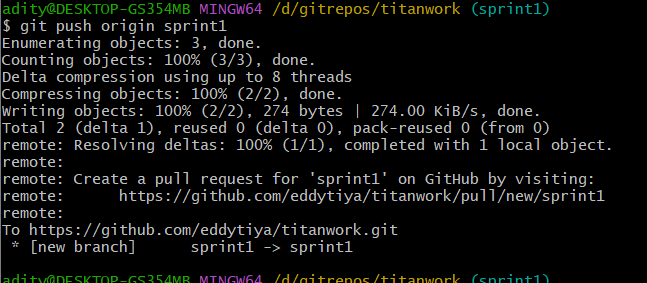 adity@DESKTOP-GS354MB MINGW64 /d/gitrepos/titanwork (sprint1)
$ git push origin sprint1
Enumerating objects: 3, done.
Counting objects: 100% (3/3), done.
Delta compression using up to 8 threads
Compressing objects: 100% (2/2), done.
Writing objects: 100% (2/2), 274 bytes | 274.00 KiB/s, done.
Total 2 (delta 1), reused 0 (delta 0), pack-reused 0 (from 0)
remote: Resolving deltas: 100% (1/1), completed with 1 local object.
remote:
remote: Create a pull request for 'sprint1' on GitHub by visiting:
remote:      https://github.com/eddytiya/titanwork/pull/new/sprint1
remote:
To https://github.com/eddytiya/titanwork.git
 * [new branch]      sprint1 -> sprint1
adity@DESKTOP-GS354MB MINGW64 /d/gitrepos/titanwork (sprint1)